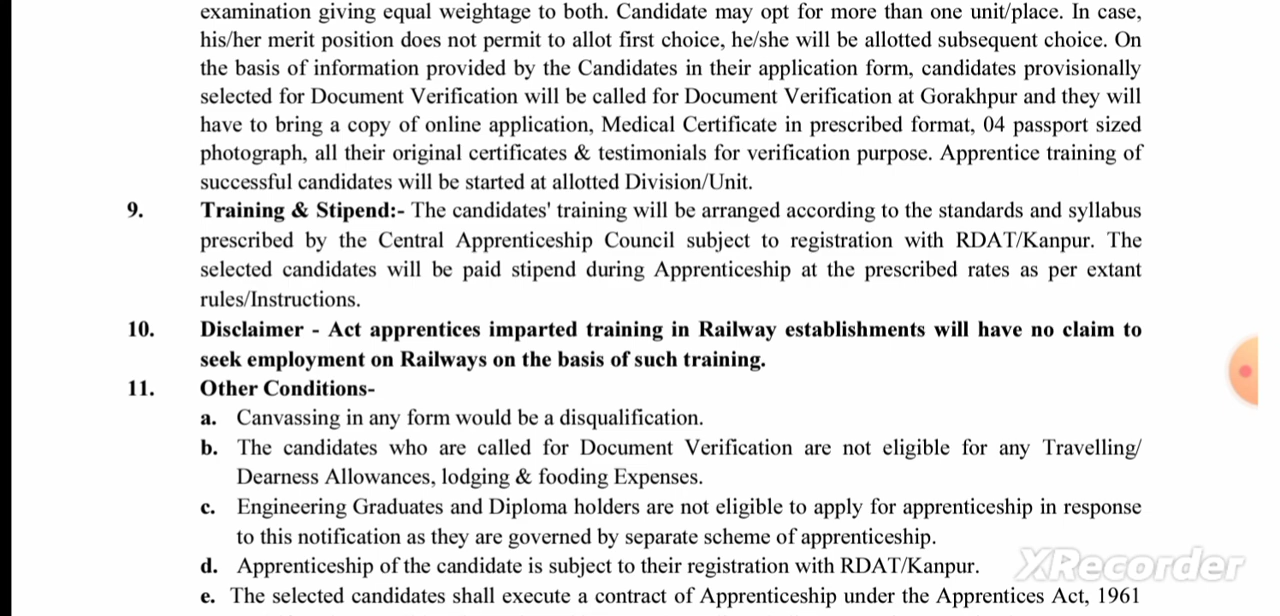 examination giving equal weightage to both. Candidate may opt for more than one unit/place. In case,
his/her merit position does not permit to allot first choice, he/she will be allotted subsequent choice. On
the basis of information provided by the Candidates in their application form, candidates provisionally
selected for Document Verification will be called for Document Verification at Gorakhpur and they will
have to bring a copy of online application, Medical Certificate in prescribed format, 04 passport sized
photograph, all their original certificates & testimonials for verification purpose. Apprentice training of
successful candidates will be started at allotted Division/Unit.
9. Training & Stipend:- The candidates' training will be arranged according to the standards and syllabus
prescribed by the Central Apprenticeship Council subject to registration with RDAT/Kanpur. The
selected candidates will be paid stipend during Apprenticeship at the prescribed rates as per extant
rules/Instructions.
10. Disclaimer - Act apprentices imparted training in Railway establishments will have no claim to
seek employment on Railways on the basis of such training.
11. Other Conditions-
a. Canvassing in any form would be a disqualification.
b. The candidates who are called for Document Verification are not eligible for any Travelling/
Dearness Allowances, lodging & fooding Expenses.
c. Engineering Graduates and Diploma holders are not eligible to apply for apprenticeship in response
to this notification as they are governed by separate scheme of apprenticeship.
d. Apprenticeship of the candidate is subject to their registration with RDAT/Kanpur.
XRecorder
e. The selected candidates shall execute a contract of Apprenticeship under the Apprentices Act, 1961